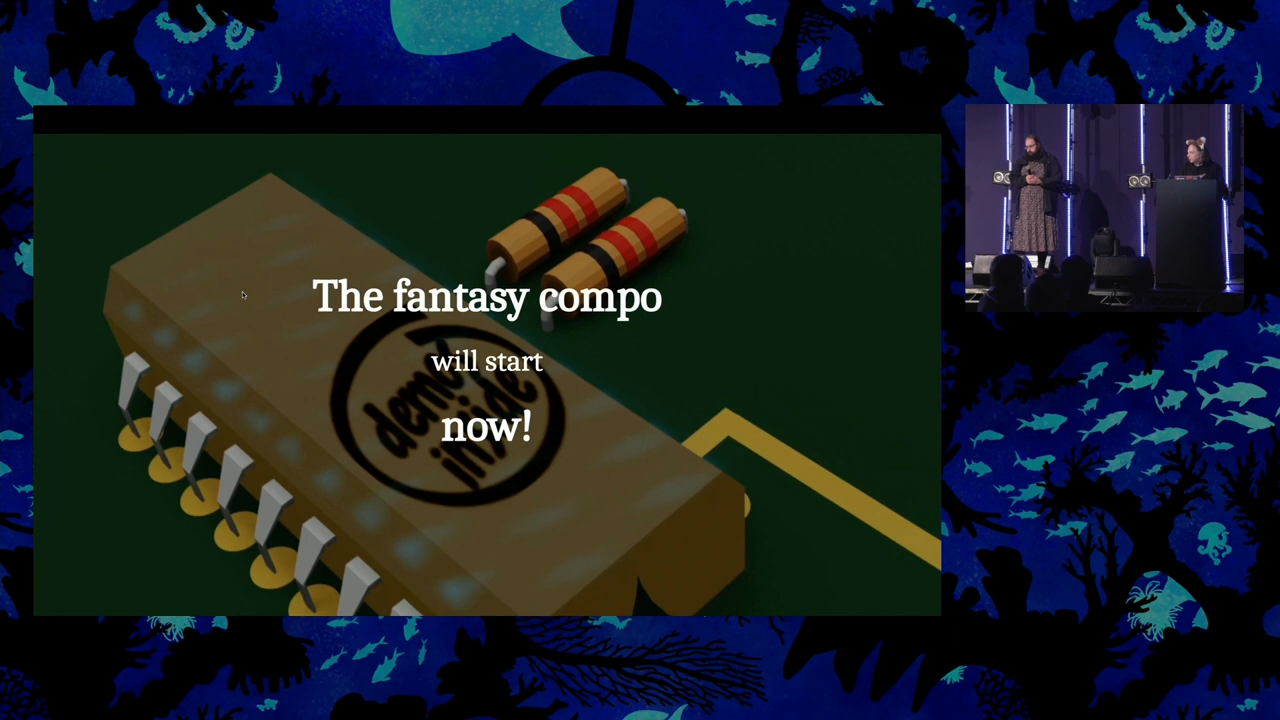 The fantasy compo
will start
now!
demo
inside